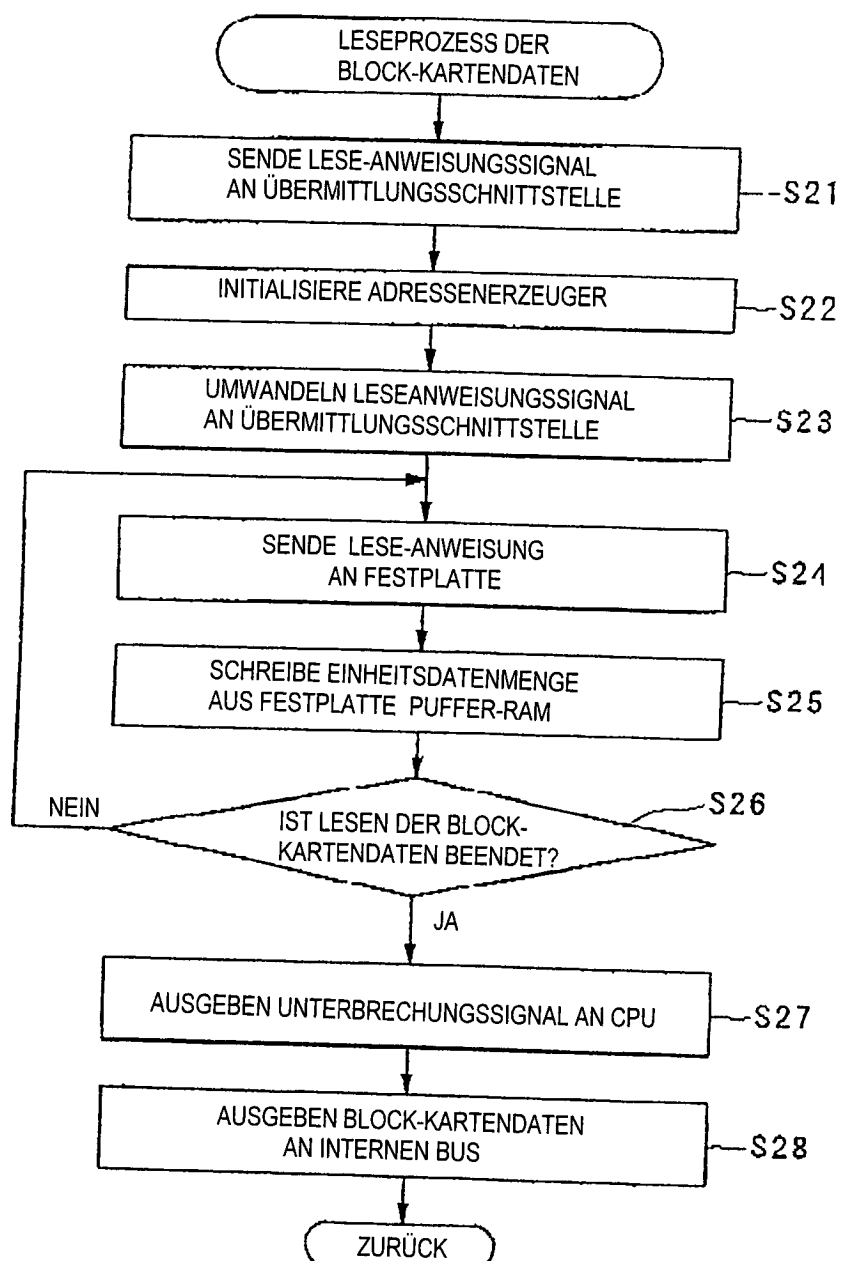 LESEPROZESS DER
BLOCK-KARTENDATEN
SENDE LESE-ANWEISUNGSSIGNAL
AN ÜBERMITTLUNGSSCHNITTSTELLE
S21
INITIALISIERE ADRESSENERZEUGER
S22
UMWANDELN LESEANWEISUNGSSIGNAL
AN ÜBERMITTLUNGSSCHNITTSTELLE
S23
SENDE LESE-ANWEISUNG
AN FESTPLATTE
S24
SCHREIBE EINHEITSDATENMENGE
AUS FESTPLATTE PUFFER-RAM
S25
S26
NEIN
IST LESEN DER BLOCK-
KARTENDATEN BEENDET?
JA
AUSGEBEN UNTERBRECHUNGSSIGNAL AN CPU
S27
AUSGEBEN BLOCK-KARTENDATEN
AN INTERNEN BUS
S28
ZURÜCK